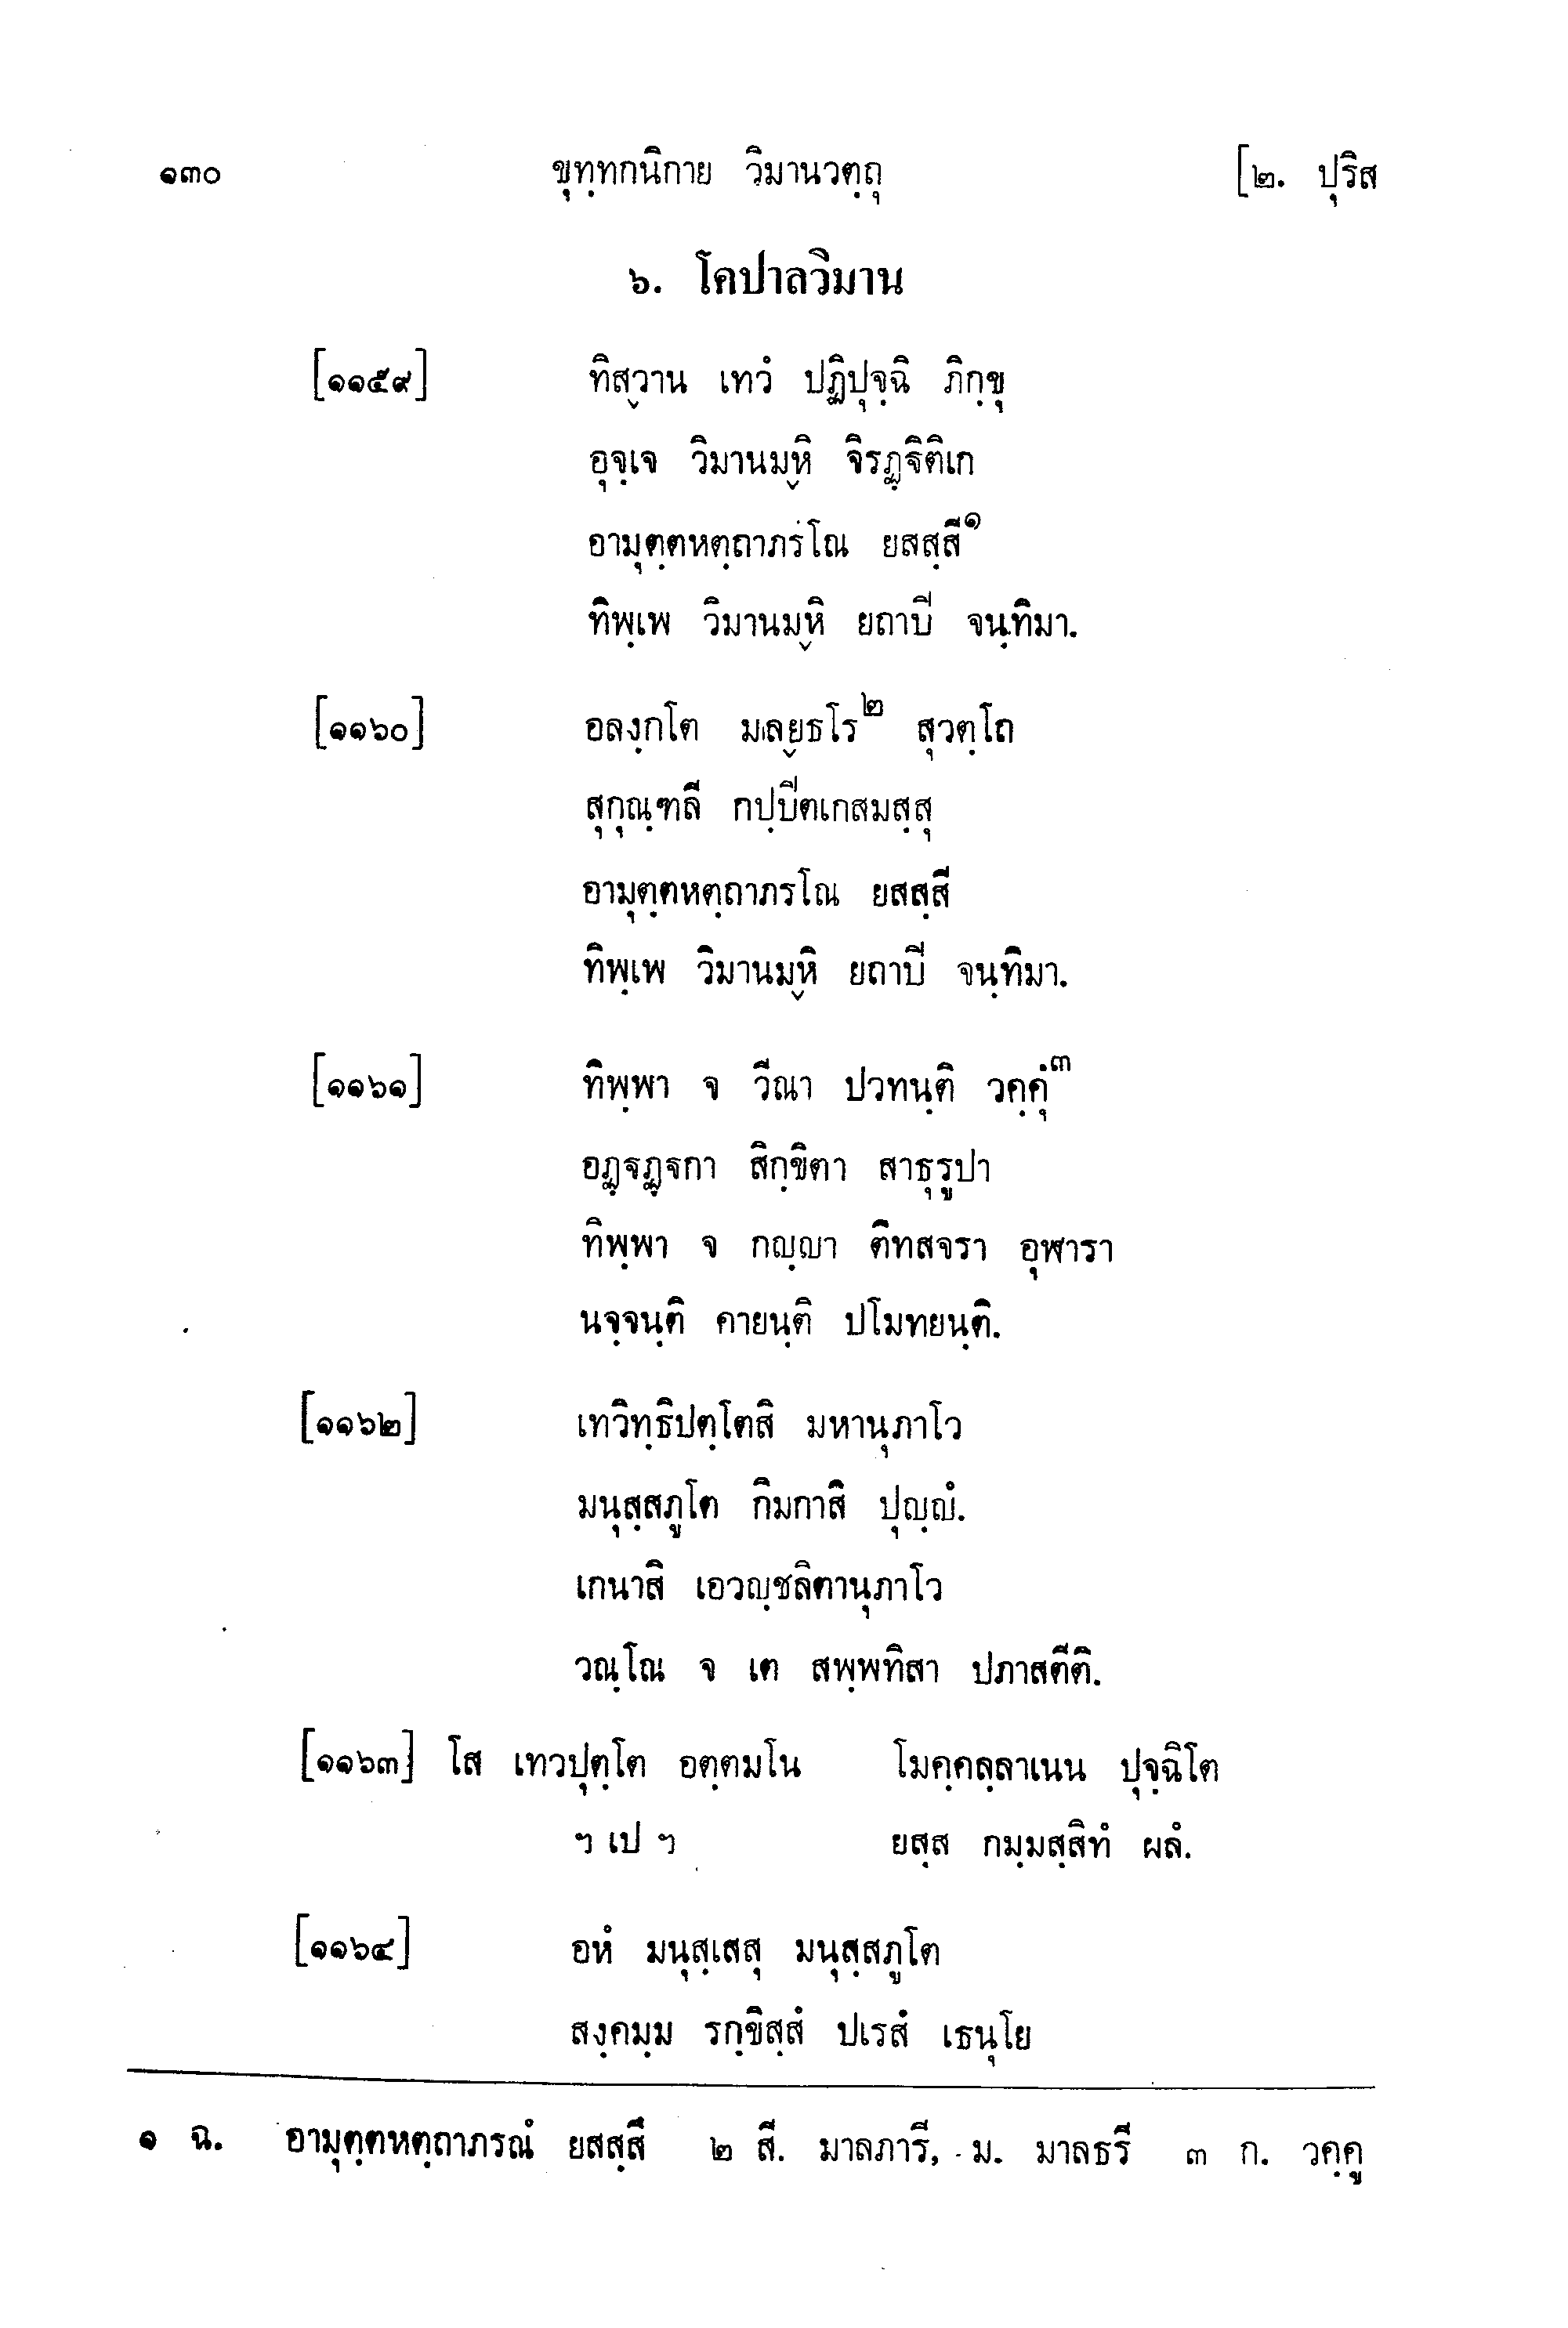 ๑๓๐ ขุทฺทกนิกาย วิมานวตฺถุ [๒. ปุริส
๖. โคปาลวิมาน
[๑๑๕๙] ทิสฺวาน เทวํ ปฏิปุจฺฉิ ภิกฺขุ
อุจฺเจ วิมานมฺหิ จิรฏฺฐิติเก
อามุตฺตหตฺถาภรโณ ยสสฺสี๑
ทิพฺเพ วิมานมฺหิ ยถาปิ จนฺทิมา.
[๑๑๖๐] อลงฺกโต มเลฺยธโร๒ สุวตฺโถ
สุกุณฺฑลี กปฺปิตเกสมสฺสุ
อามุตฺตหตฺถาภรโณ ยสสฺสี
ทิพฺเพ วิมานมฺหิ ยถาปิ จนฺทิมา.
[๑๑๖๑] ทิพฺพา จ วีณา ปวทนฺติ วคฺคุํ๓
อฏฺฐฏฺฐกา สิกฺขิตา สาธุรูปา
ทิพฺพา จ กญฺญา ติทสจรา อุฬารา
นจฺจนฺติ คายนฺติ ปโมทยนฺติ.
[๑๑๖๒] เทวิทฺธิปตฺโตสิ มหานุภาโว
มนุสฺสภูโต กิมกาสิ ปุญฺญํ.
เกนาสิ เอวญฺชลิตานุภาโว
วณฺโณ จ เต สพฺพทิสา ปภาสตีติ.
[๑๑๖๓] โส เทวปุตฺโต อตฺตมโน โมคฺคลฺลาเนน ปุจฺฉิโต
ฯ เป ฯ ยสฺส กมฺมสฺสิทํ ผลํ.
[๑๑๖๔] อหํ มนุสฺเสสุ มนุสฺสภูโต
สงฺคมฺม รกฺขิสฺสํ ปเรสํ เธนุโย
๑ ฉ. อามุตฺตหตฺถาภรณํ ยสสฺสึ ๒ สี. มาลภารี, ม. มาลธรี ๓ ก. วคฺคู